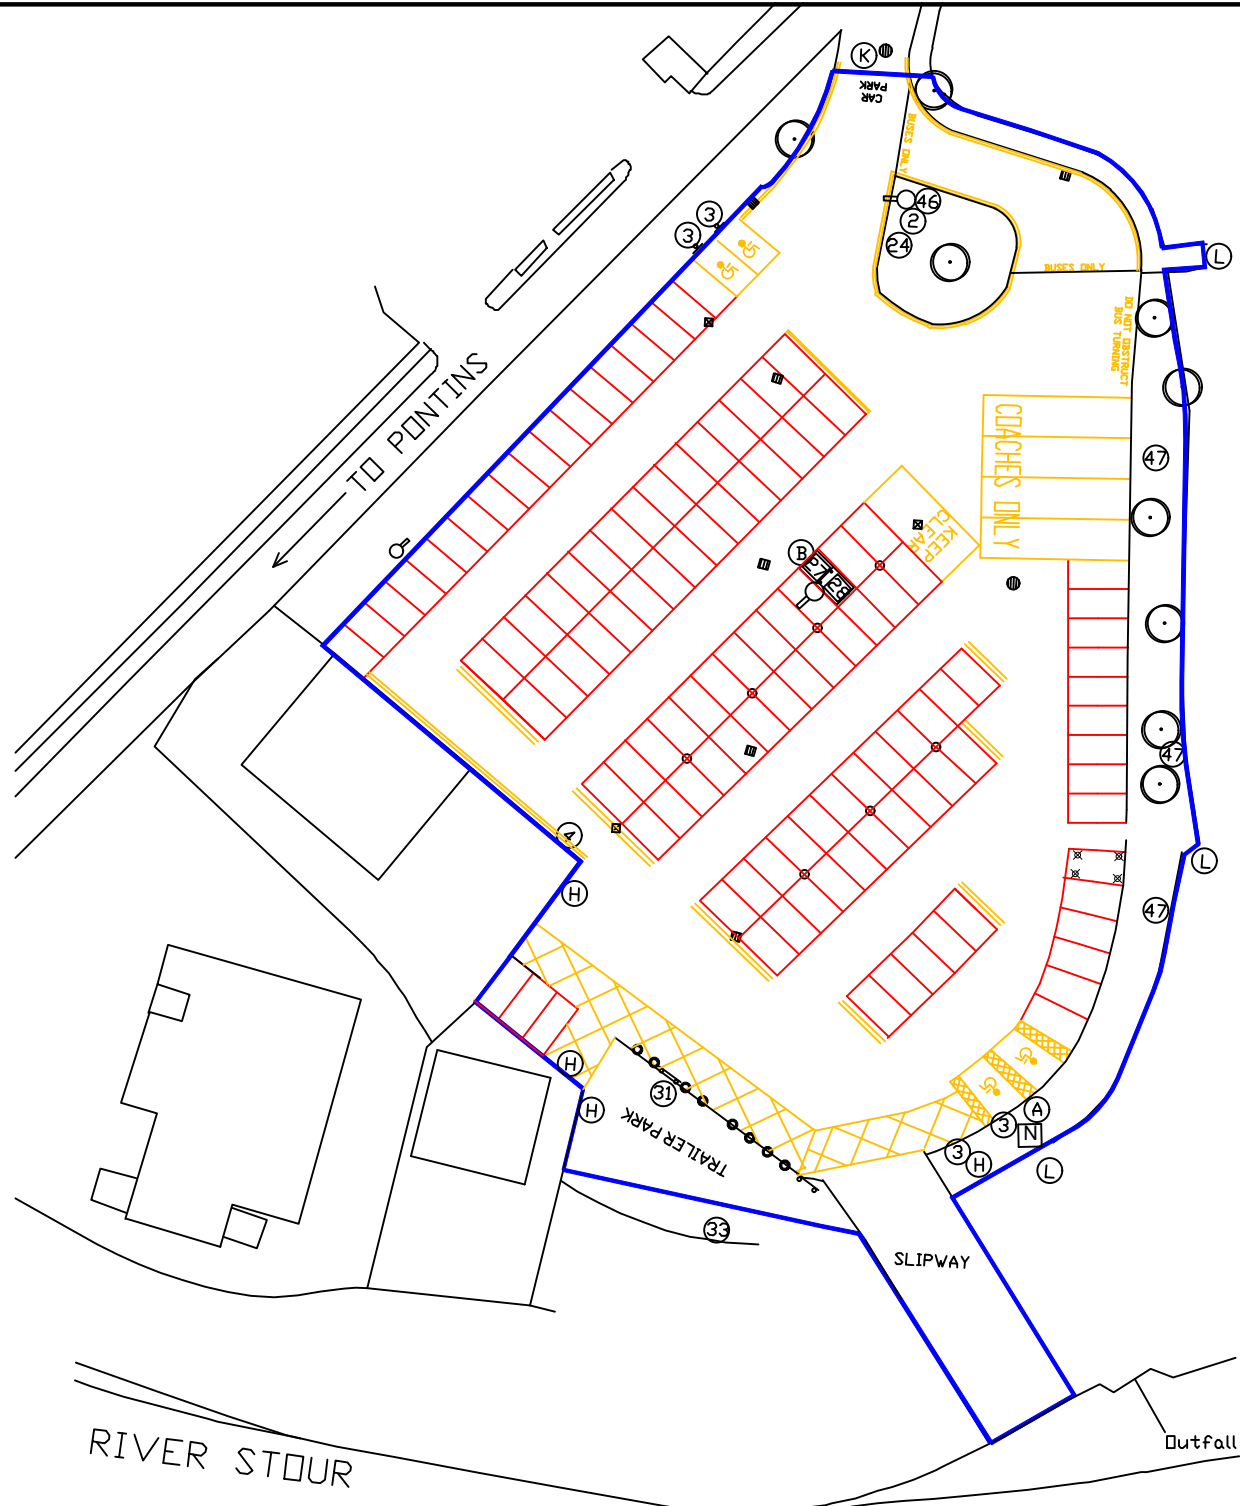 K
CAR
PARK
BUSES ONLY
3
3
46
2
24
L
BUSES ONLY
DO NOT OBSTRUCT
BUS TURNING
TO PONTINS
COACHES ONLY
47
KEEP
CLEAR
B
27
28
47
4
H
L
47
H
31
H
TRAILER PARK
A
3
N
3
H
L
33
SLIPWAY
RIVER STOUR
Outfall